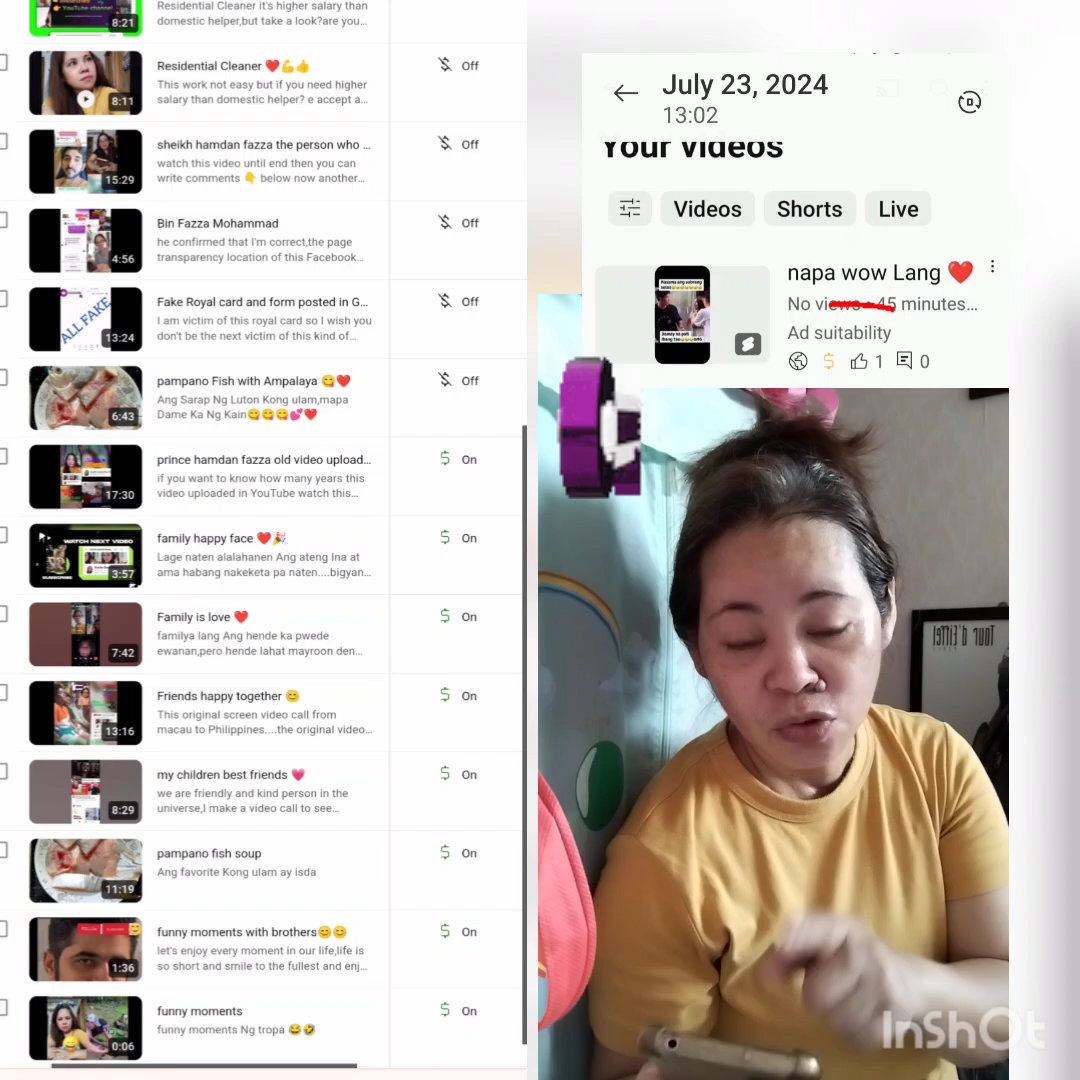 8:21
Residential Cleaner it's higher salary than
domestic helper,but take a look?are you...
8:11
Residential Cleaner ❤️💪👍
This work not easy but if you need higher
salary than domestic helper? e accept a...
Off
15:29
sheikh hamdan fazza the person who ...
watch this video until end then you can
write comments 👇 below now another...
Off
4:56
Bin Fazza Mohammad
he confirmed that I'm correct,the page
transparency location of this Facebook...
Off
ALL FAKE
13:24
Fake Royal card and form posted in G...
I am victim of this royal card so I wish you
don't be the next victim of this kind of...
Off
6:43
pampano Fish with Ampalaya 😋❤️
Ang Sarap Ng Luton Kong ulam,mapa
Dame Ka Ng Kain😋😋😋💕❤️
Off
17:30
prince hamdan fazza old video upload...
if you want to know how many years this
video uploaded in YouTube watch this...
On
WATCH NEXT VIDEO
SUBSCRIBE
3:57
family happy face ❤️🎉
Lage naten alalahanen Ang ateng Ina at
ama habang nakeketa pa naten....bigyan...
On
7:42
Family is love ❤️
familya lang Ang hende ka pwede
ewanan,pero hende lahat mayroon den...
On
13:16
Friends happy together 😊
This original screen video call from
macau to Philippines....the original video...
On
8:29
my children best friends 💗
we are friendly and kind person in the
universe,I make a video call to see...
On
11:19
pampano fish soup
Ang favorite Kong ulam ay isda
On
1:36
funny moments with brothers😊😊
let's enjoy every moment in our life,life is
so short and smile to the fullest and enj...
On
0:06
funny moments
funny moments Ng tropa 😂🤣
On
July 23, 2024
13:02
Your videos
Videos
Shorts
Live
napa wow Lang ❤️
No views - 45 minutes...
Ad suitability
1
0
Tour d'Eiffel
InShOt